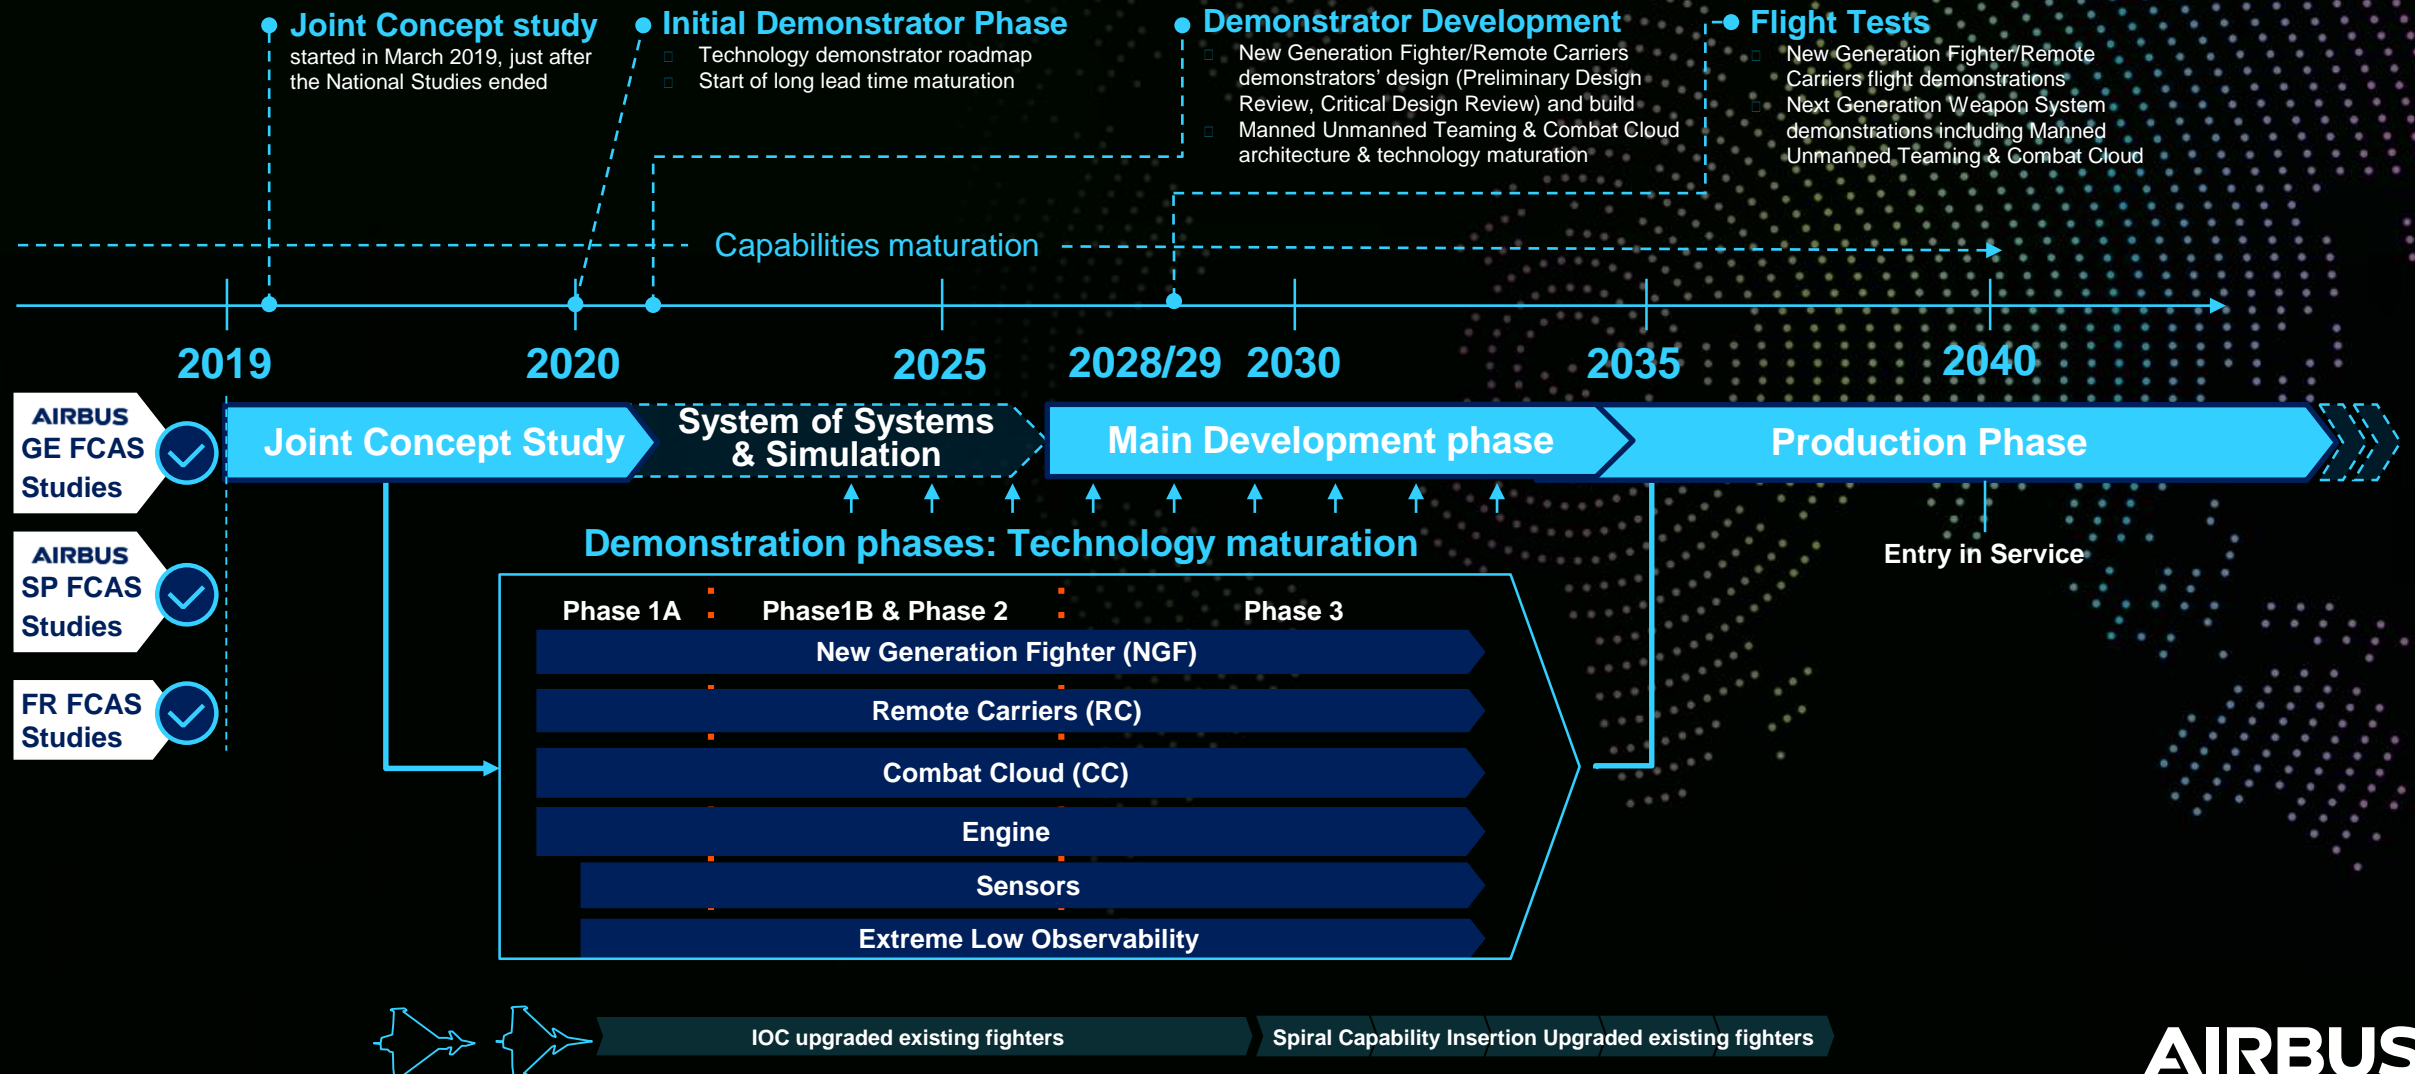 Joint Concept study
started in March 2019, just after
the National Studies ended
Initial Demonstrator Phase
Technology demonstrator roadmap
Start of long lead time maturation
Demonstrator Development
New Generation Fighter/Remote Carriers
demonstrators' design (Preliminary Design
Review, Critical Design Review) and build
Manned Unmanned Teaming & Combat Cloud
architecture & technology maturation
Flight Tests
New Generation Fighter/Remote
Carriers flight demonstrations
Next Generation Weapon System
demonstrations including Manned
Unmanned Teaming & Combat Cloud
Capabilities maturation
2019
2020
2025
2028/29
2030
2035
2040
AIRBUS
GE FCAS
Studies
Joint Concept Study
System of Systems
& Simulation
Main Development phase
Production Phase
AIRBUS
SP FCAS
Studies
FR FCAS
Studies
Entry in Service
Demonstration phases: Technology maturation
Phase 1A
Phase1B & Phase 2
Phase 3
New Generation Fighter (NGF)
Remote Carriers (RC)
Combat Cloud (CC)
Engine
Sensors
Extreme Low Observability
IOC upgraded existing fighters
Spiral Capability Insertion Upgraded existing fighters
AIRBUS